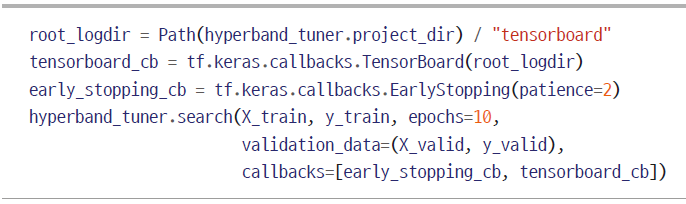 root_logdir = Path(hyperband_tuner.project_dir) / "tensorboard"
tensorboard_cb = tf.keras.callbacks.TensorBoard(root_logdir)
early_stopping_cb = tf.keras.callbacks.EarlyStopping(patience=2)
hyperband_tuner.search(X_train, y_train, epochs=10,
                       validation_data=(X_valid, y_valid),
                       callbacks=[early_stopping_cb, tensorboard_cb])